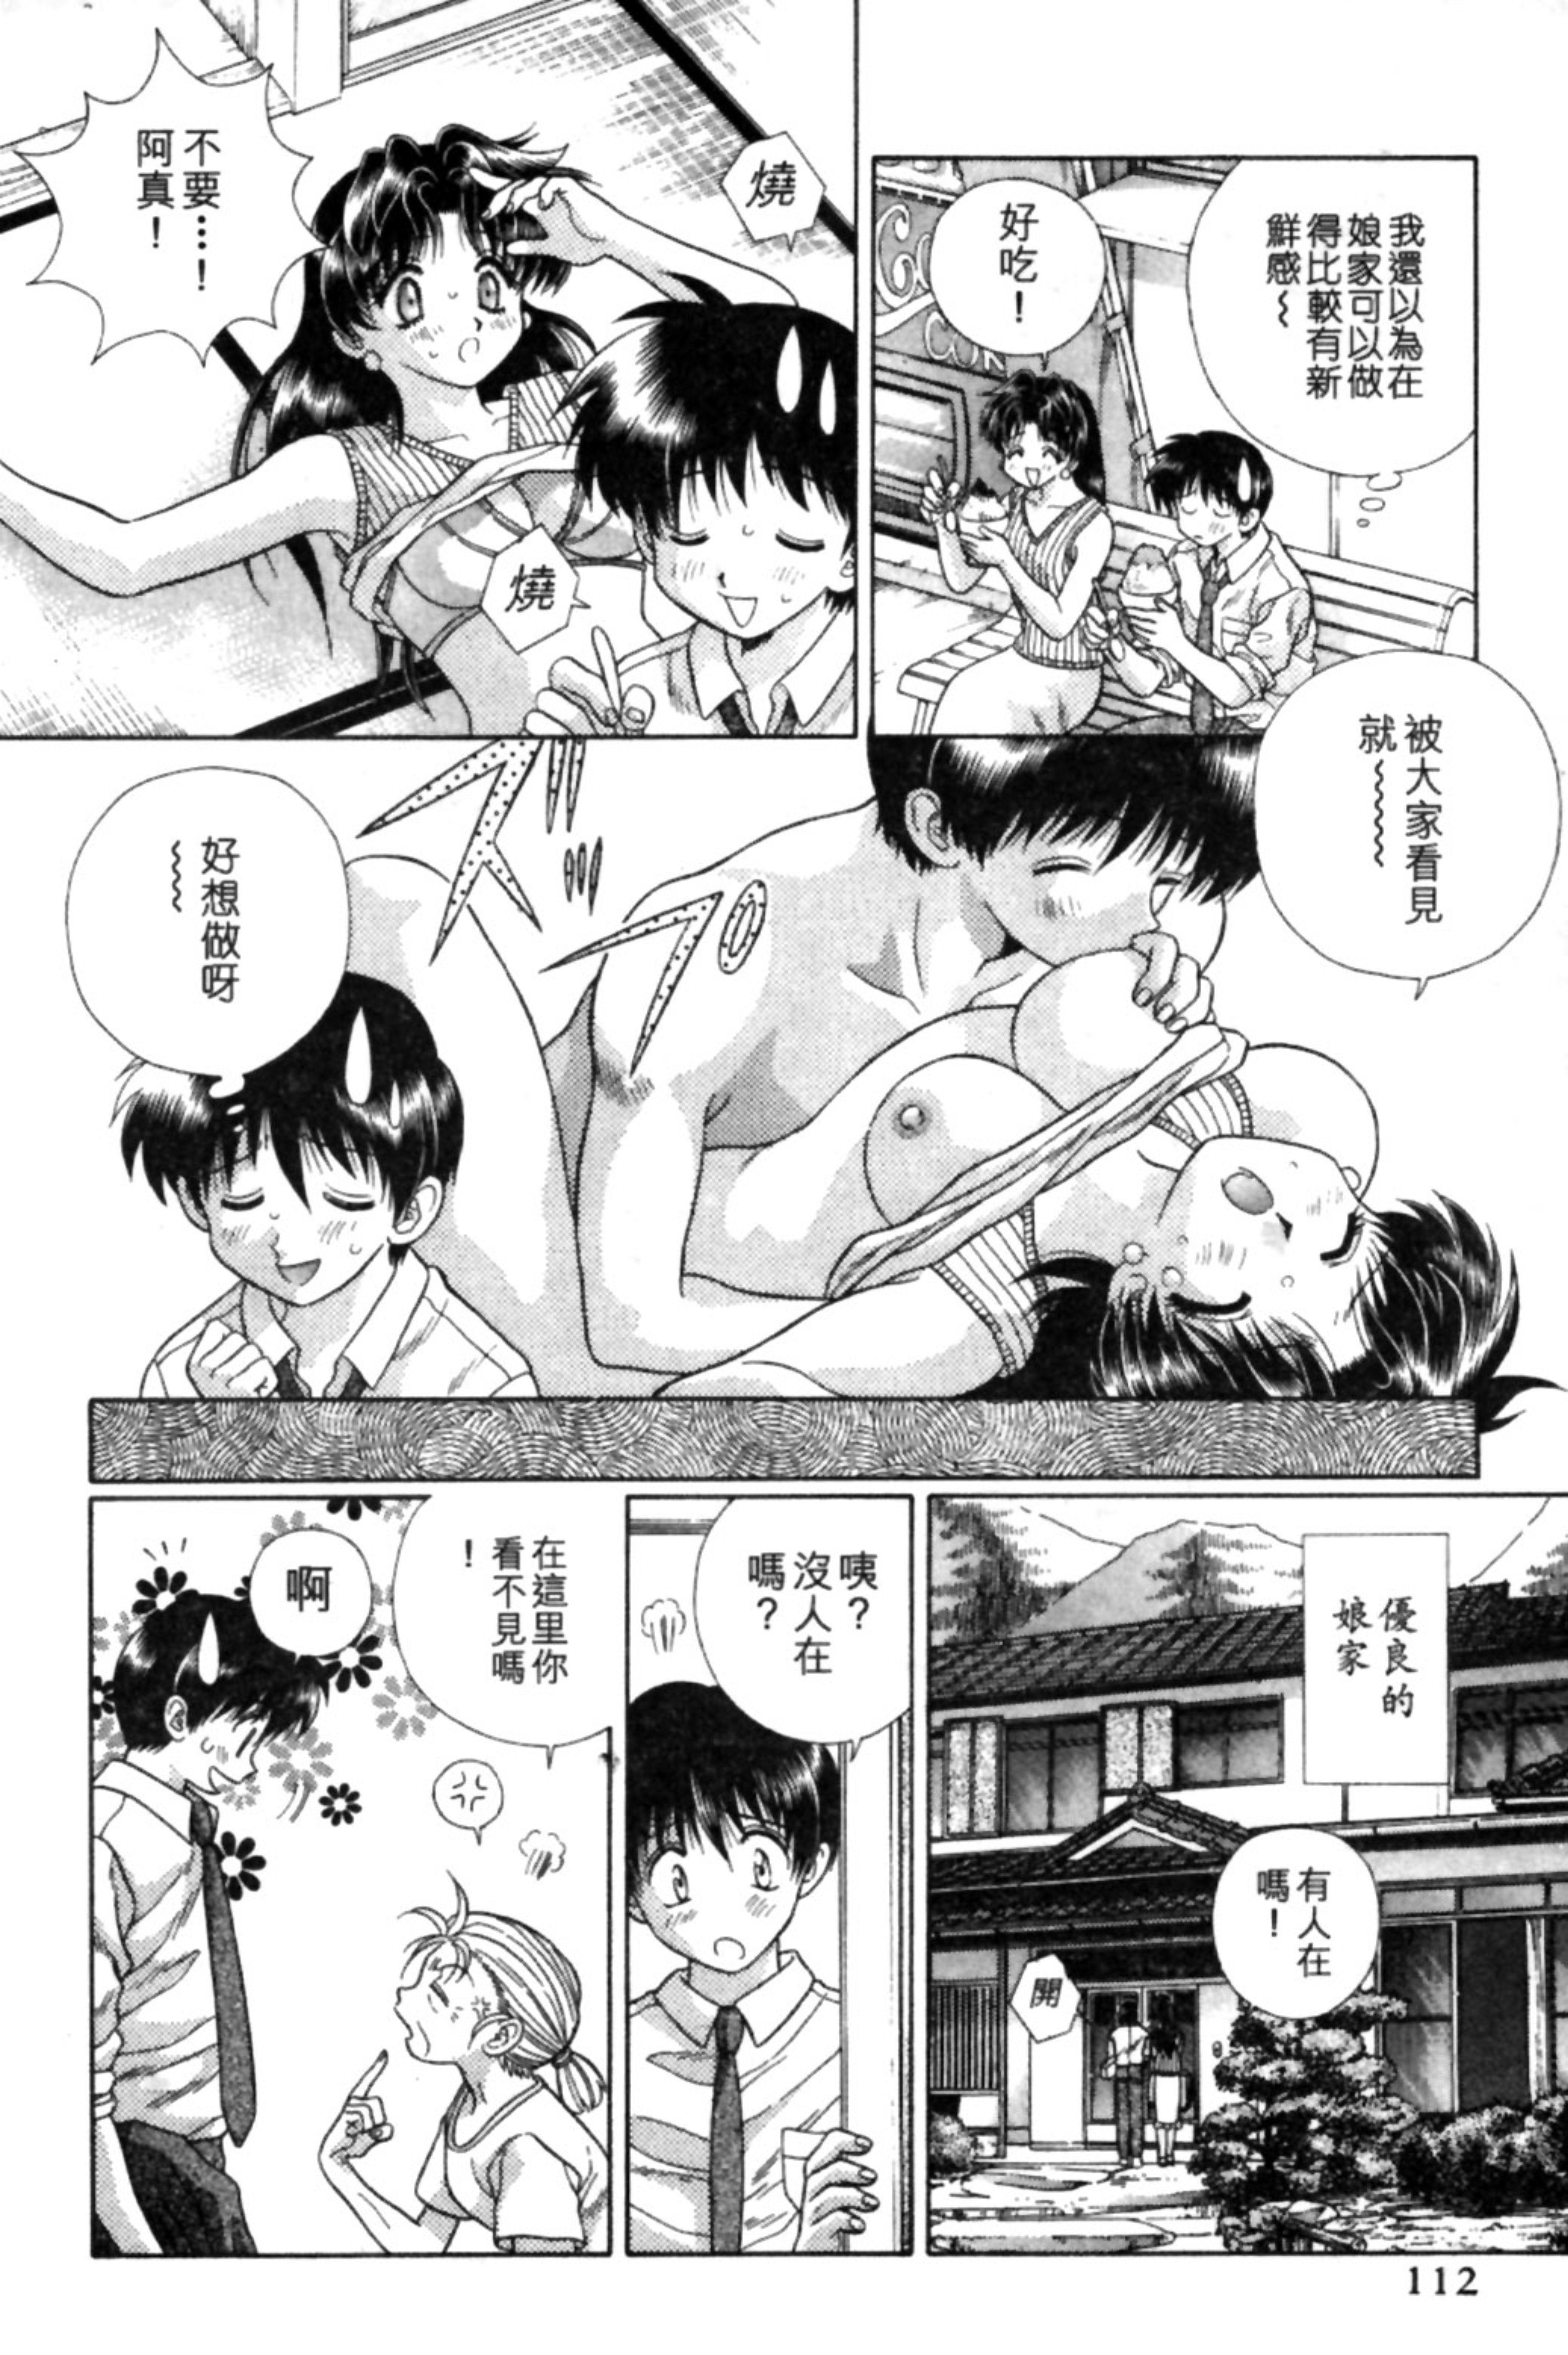 我還以為在
娘家可以做
得比較有新
鮮感~
好吃！
燒
燒
不要…！
阿真！
被大家看見
就~
好想做呀
~
優良的
娘家
有人在
嗎！
開
咦？
沒人在
嗎？
在這里你
看不見嗎
！
啊
112